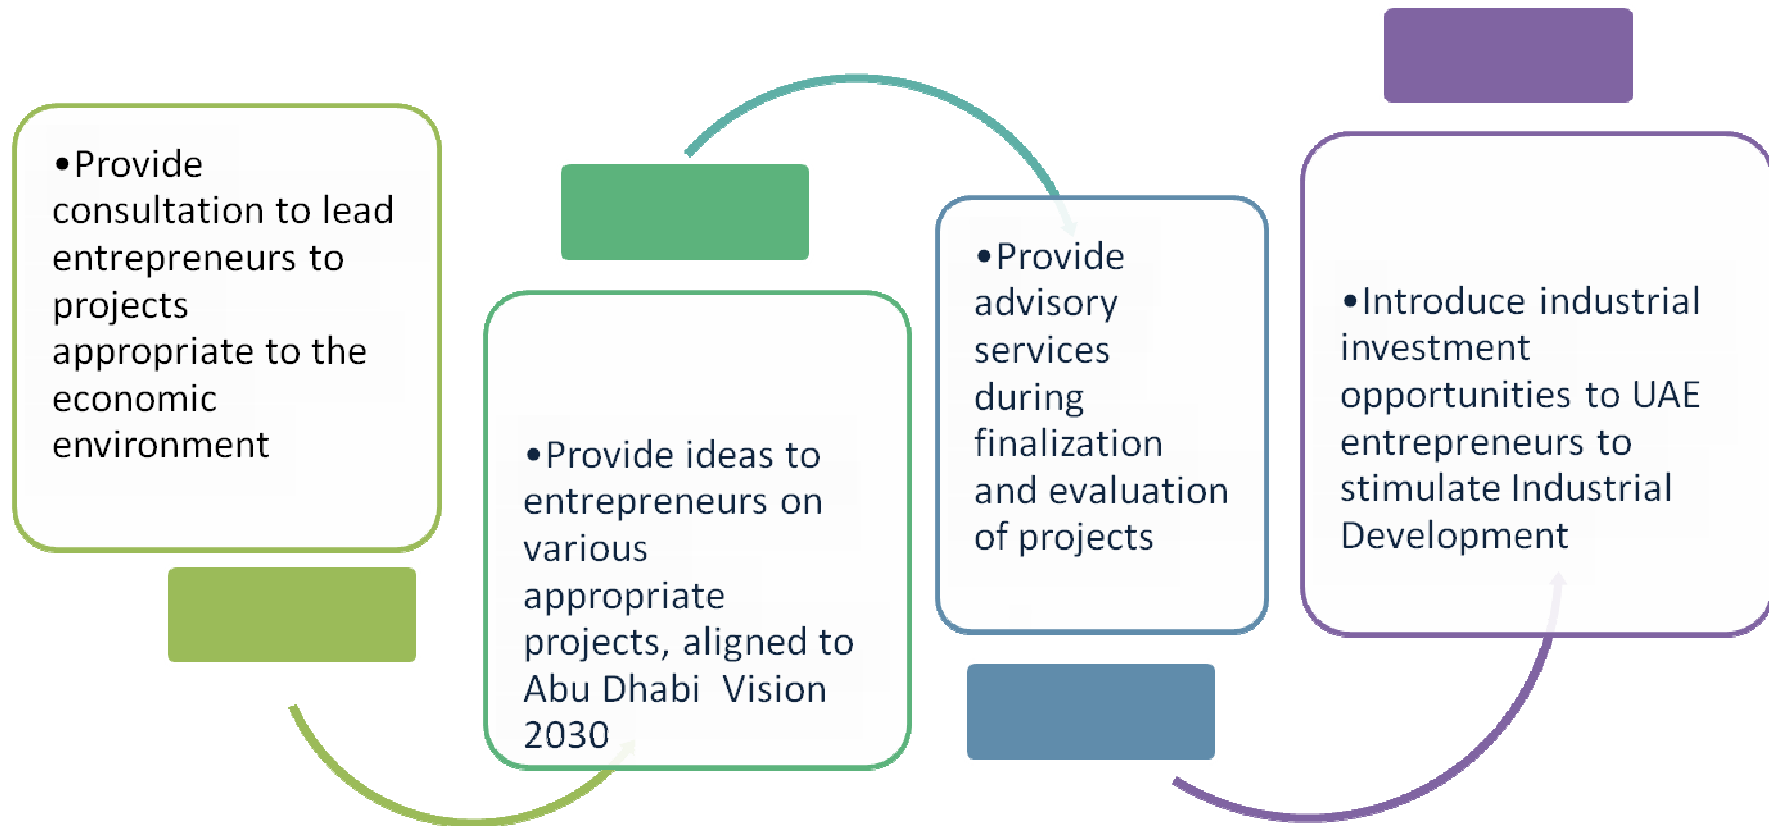 •Provide
consultation to lead
entrepreneurs to
projects
appropriate to the
economic
environment
•Provide ideas to
entrepreneurs on
various
appropriate
projects, aligned to
Abu Dhabi  Vision
2030
•Provide
advisory
services
during
finalization
and evaluation
of projects
•Introduce industrial
investment
opportunities to UAE
entrepreneurs to
stimulate Industrial
Development